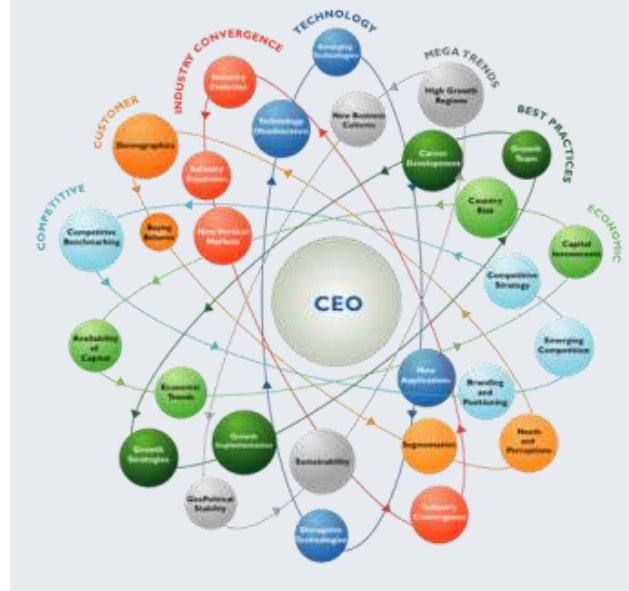 TECHNOLOGY
INDUSTRY CONVERGENCE
MEGA TRENDS
CUSTOMER
BEST PRACTICES
COMPETITIVE
ECONOMIC
Emerging
Technologies
Industry
Evolution
High Growth
Regions
New Business
Cultures
Technology
Demographics
Career
Development
Growth
Team
Industry
Expansion
Country
Risk
Competitive
Benchmarking
Buying
Behavior
New Vertical
Markets
Capital
Investments
Competitive
Strategy
CEO
Availability
of
Capital
Emerging
Competition
New
Applications
Economic
Trends
Branding
and
Positioning
Growth
Strategies
Growth
Implementation
Sustainability
Segmentation
Needs
and
Perceptions
GeoPolitical
Stability
Disruptive
Technologies
Industry
Convergence